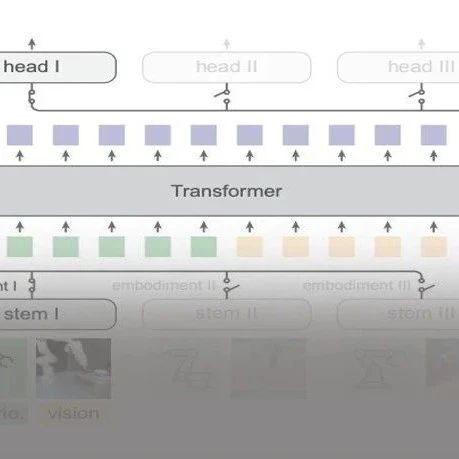 head I head II head III
Transformer
nt I embodiment II embodiment III
stem I stem II stem III
rio. vision